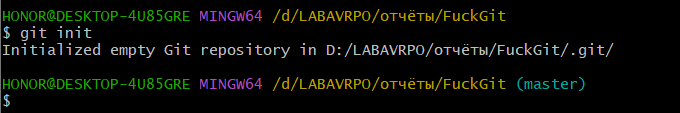 HONOR@DESKTOP-4U85GRE MINGW64 /d/LABAVRPO/отчёты/FuckGit
$ git init
Initialized empty Git repository in D:/LABAVRPO/отчёты/FuckGit/.git/
HONOR@DESKTOP-4U85GRE MINGW64 /d/LABAVRPO/отчёты/FuckGit (master)
$